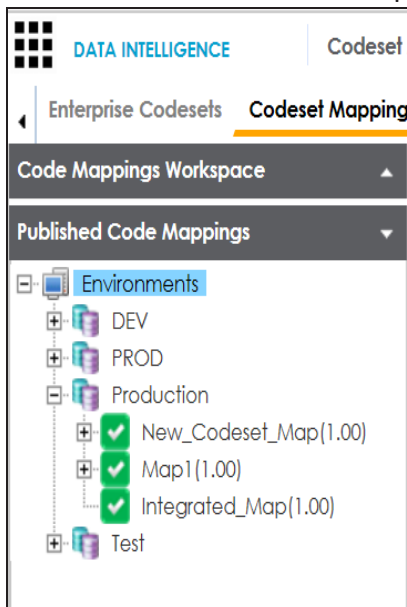 DATA INTELLIGENCE Codeset
Enterprise Codesets Codeset Mapping
Code Mappings Workspace
Published Code Mappings
Environments
DEV
PROD
Production
New_Codeset_Map(1.00)
Map1(1.00)
Integrated_Map(1.00)
Test